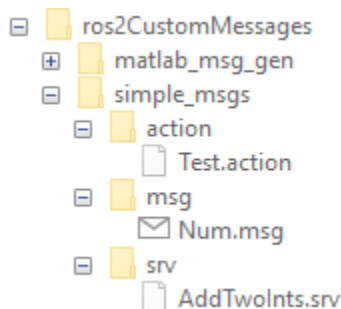 ros2CustomMessages
matlab_msg_gen
simple_msgs
action
Test.action
msg
Num.msg
srv
AddTwoInts.srv